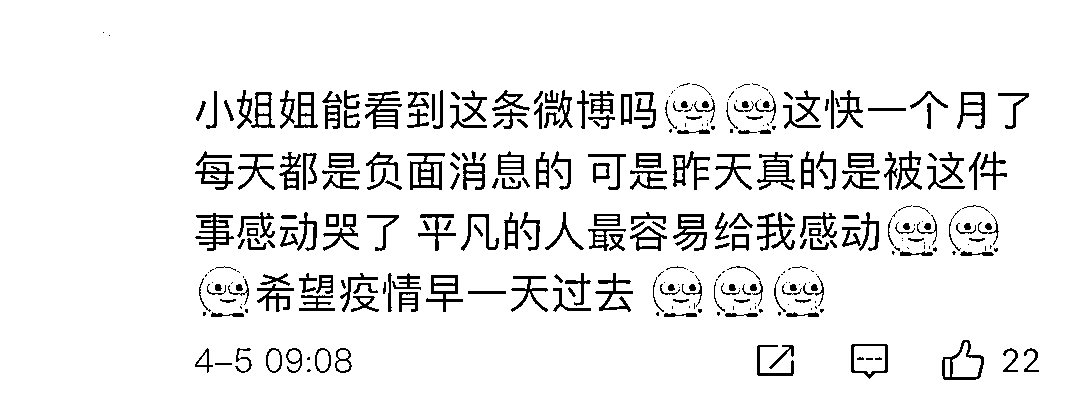 小姐姐能看到这条微博吗这快一个月了
每天都是负面消息的 可是昨天真的是被这件
事感动哭了 平凡的人最容易给我感动
希望疫情早一天过去
4-5 09:08 22